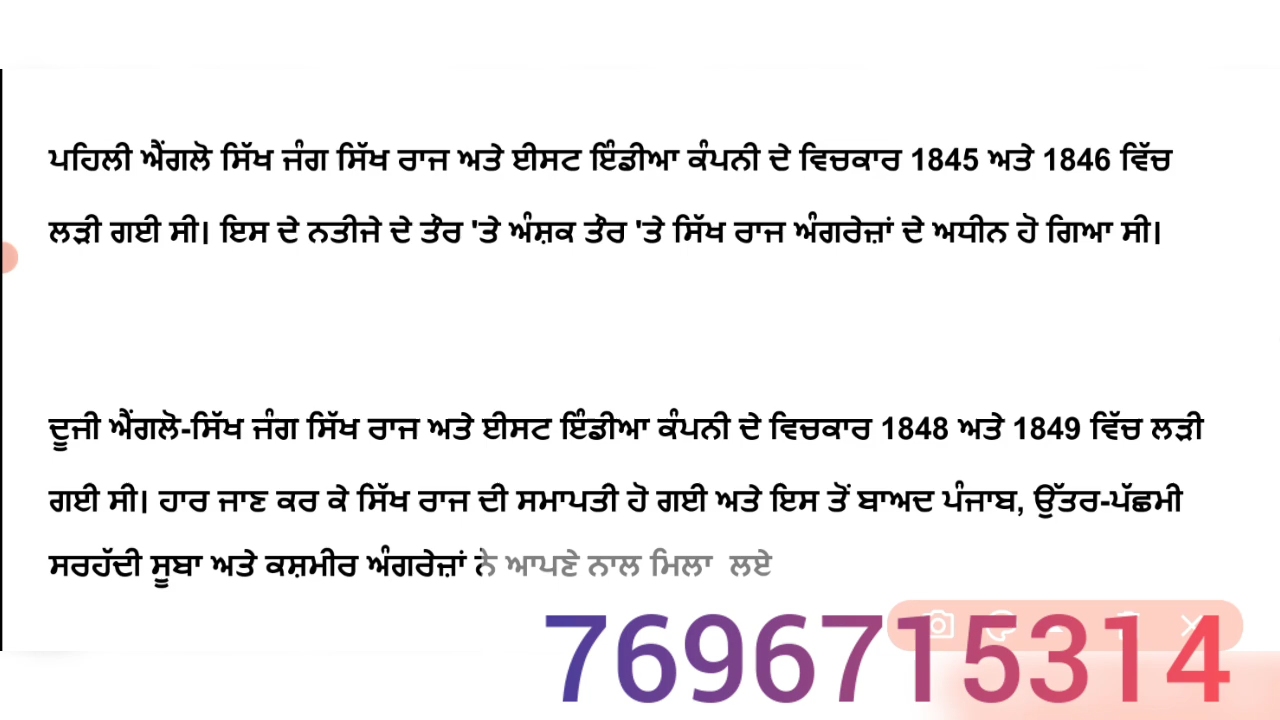 ਪਹਿਲੀ ਐਂਗਲੋ ਸਿੱਖ ਜੰਗ ਸਿੱਖ ਰਾਜ ਅਤੇ ਈਸਟ ਇੰਡੀਆ ਕੰਪਨੀ ਦੇ ਵਿਚਕਾਰ 1845 ਅਤੇ 1846 ਵਿੱਚ
ਲੜੀ ਗਈ ਸੀ। ਇਸ ਦੇ ਨਤੀਜੇ ਦੇ ਤੌਰ 'ਤੇ ਅੰਸ਼ਕ ਤੌਰ 'ਤੇ ਸਿੱਖ ਰਾਜ ਅੰਗਰੇਜ਼ਾਂ ਦੇ ਅਧੀਨ ਹੋ ਗਿਆ ਸੀ।
ਦੂਜੀ ਐਂਗਲੋ-ਸਿੱਖ ਜੰਗ ਸਿੱਖ ਰਾਜ ਅਤੇ ਈਸਟ ਇੰਡੀਆ ਕੰਪਨੀ ਦੇ ਵਿਚਕਾਰ 1848 ਅਤੇ 1849 ਵਿੱਚ ਲੜੀ
ਗਈ ਸੀ। ਹਾਰ ਜਾਣ ਕਰ ਕੇ ਸਿੱਖ ਰਾਜ ਦੀ ਸਮਾਪਤੀ ਹੋ ਗਈ ਅਤੇ ਇਸ ਤੋਂ ਬਾਅਦ ਪੰਜਾਬ, ਉੱਤਰ-ਪੱਛਮੀ
ਸਰਹੱਦੀ ਸੂਬਾ ਅਤੇ ਕਸ਼ਮੀਰ ਅੰਗਰੇਜ਼ਾਂ ਨੇ ਆਪਣੇ ਨਾਲ ਮਿਲਾ ਲਏ
7696715314